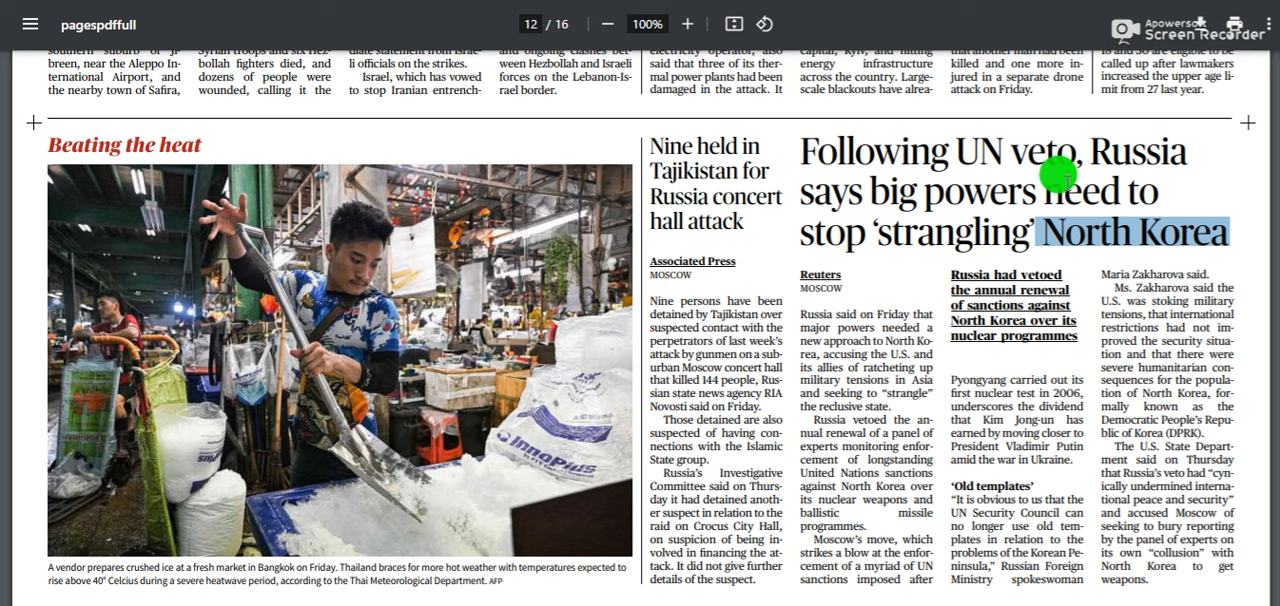 pagespdffull
12 / 16
100%
Apowersoft
Screen Recorder
breen, near the Aleppo In-
ternational Airport, and
the nearby town of Safira,
bollah fighters died, and
dozens of people were
wounded, calling it the
li officials on the strikes.
Israel, which has vowed
to stop Iranian entrench-
ween Hezbollah and Israeli
forces on the Lebanon-Is-
rael border.
electricity operator, also
said that three of its ther-
mal power plants had been
damaged in the attack. It
capital, Kyiv, and hitting
energy infrastructure
across the country. Large-
scale blackouts have alrea-
that another man had been
killed and one more in-
jured in a separate drone
attack on Friday.
called up after lawmakers
increased the upper age li-
mit from 27 last year.
Beating the heat
InnoPlus
A vendor prepares crushed ice at a fresh market in Bangkok on Friday. Thailand braces for more hot weather with temperatures expected to
rise above 40° Celcius during a severe heatwave period, according to the Thai Meteorological Department. AFP
Nine held in
Tajikistan for
Russia concert
hall attack
Associated Press
MOSCOW
Nine persons have been
detained by Tajikistan over
suspected contact with the
perpetrators of last week's
attack by gunmen on a sub-
urban Moscow concert hall
that killed 144 people, Rus-
sian state news agency RIA
Novosti said on Friday.
Those detained are also
suspected of having con-
nections with the Islamic
State group.
Russia's Investigative
Committee said on Thurs-
day it had detained anoth-
er suspect in relation to the
raid on Crocus City Hall,
on suspicion of being in-
volved in financing the at-
tack. It did not give further
details of the suspect.
Following UN veto, Russia
says big powers need to
stop ‘strangling’ North Korea
Reuters
MOSCOW
Russia said on Friday that
major powers needed a
new approach to North Ko-
rea, accusing the U.S. and
its allies of ratcheting up
military tensions in Asia
and seeking to “strangle”
the reclusive state.
Russia vetoed the an-
nual renewal of a panel of
experts monitoring enfor-
cement of longstanding
United Nations sanctions
against North Korea over
its nuclear weapons and
ballistic missile
programmes.
Moscow's move, which
strikes a blow at the enfor-
cement of a myriad of UN
sanctions imposed after
Russia had vetoed
the annual renewal
of sanctions against
North Korea over its
nuclear programmes
Pyongyang carried out its
first nuclear test in 2006,
underscores the dividend
that Kim Jong-un has
earned by moving closer to
President Vladimir Putin
amid the war in Ukraine.
‘Old templates’
“It is obvious to us that the
UN Security Council can
no longer use old tem-
plates in relation to the
problems of the Korean Pe-
ninsula,” Russian Foreign
Ministry spokeswoman
Maria Zakharova said.
Ms. Zakharova said the
U.S. was stoking military
tensions, that international
restrictions had not im-
proved the security situa-
tion and that there were
severe humanitarian con-
sequences for the popula-
tion of North Korea, for-
mally known as the
Democratic People's Repu-
blic of Korea (DPRK).
The U.S. State Depart-
ment said on Thursday
that Russia's veto had “cyn-
ically undermined interna-
tional peace and security”
and accused Moscow of
seeking to bury reporting
by the panel of experts on
its own “collusion” with
North Korea to get
weapons.